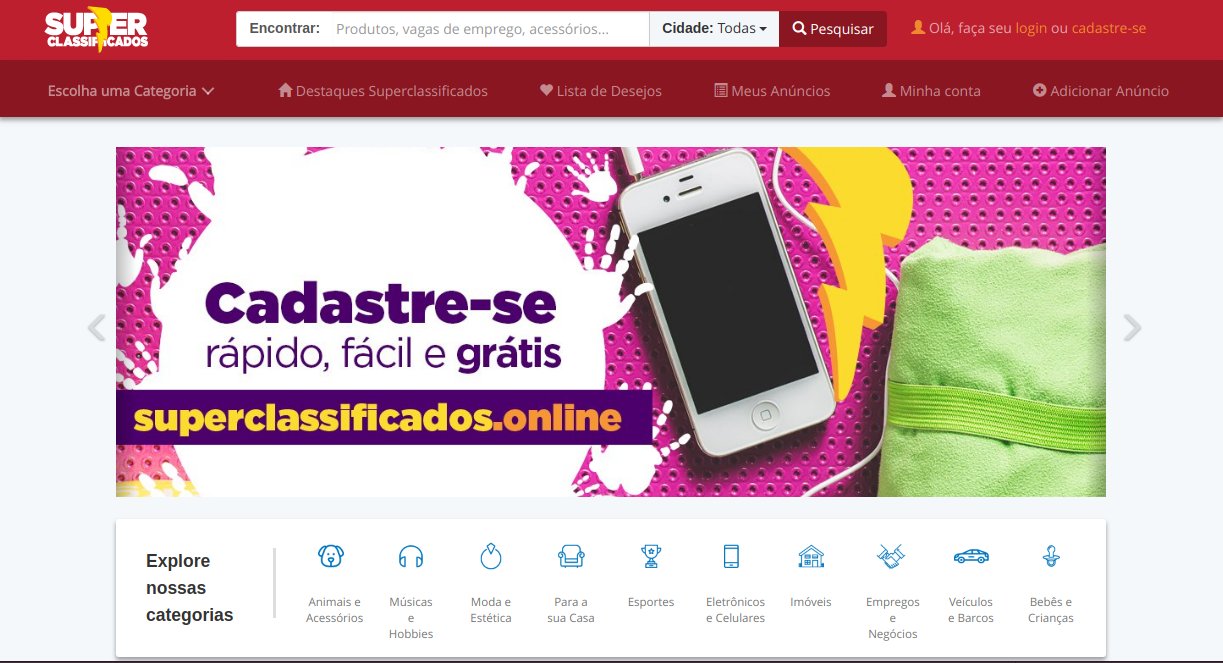 SUPER
CLASSIFICADOS
Encontrar: Produtos, vagas de emprego, acessórios... Cidade: Todas Pesquisar Olá, faça seu login ou cadastre-se
Escolha uma Categoria Destaques Superclassificados Lista de Desejos Meus Anúncios Minha conta Adicionar Anúncio
Cadastre-se
rápido, fácil e grátis
superclassificados.online
Explore
nossas
categorias
Animais e
Acessórios
Músicas
e
Hobbies
Moda e
Estética
Para a
sua Casa
Esportes
Eletrônicos
e Celulares
Imóveis
Empregos
e
Negócios
Veículos
e Barcos
Bebês e
Crianças